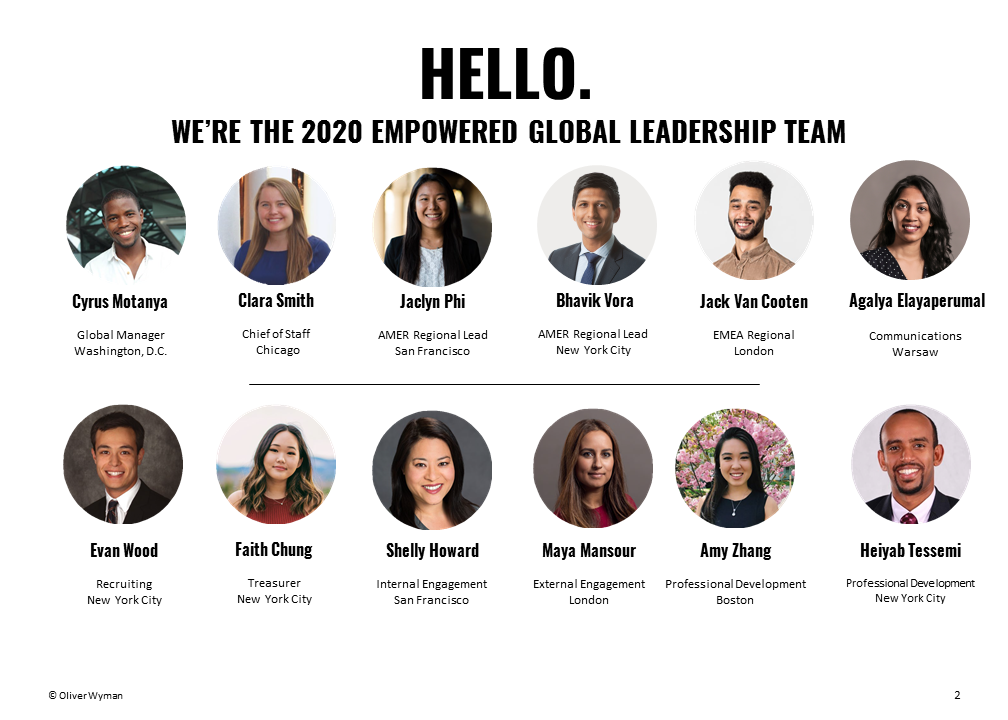 HELLO.
WE'RE THE 2020 EMPOWERED GLOBAL LEADERSHIP TEAM
Cyrus Motanya
Global Manager
Washington, D.C.
Clara Smith
Chief of Staff
Chicago
Jaclyn Phi
AMER Regional Lead
San Francisco
Bhavik Vora
AMER Regional Lead
New York City
Jack Van Cooten
EMEA Regional
London
Agalya Elayaperumal
Communications
Warsaw
Evan Wood
Recruiting
New York City
Faith Chung
Treasurer
New York City
Shelly Howard
Internal Engagement
San Francisco
Maya Mansour
External Engagement
London
Amy Zhang
Professional Development
Boston
Heiyab Tessemi
Professional Development
New York City
© Oliver Wyman
2